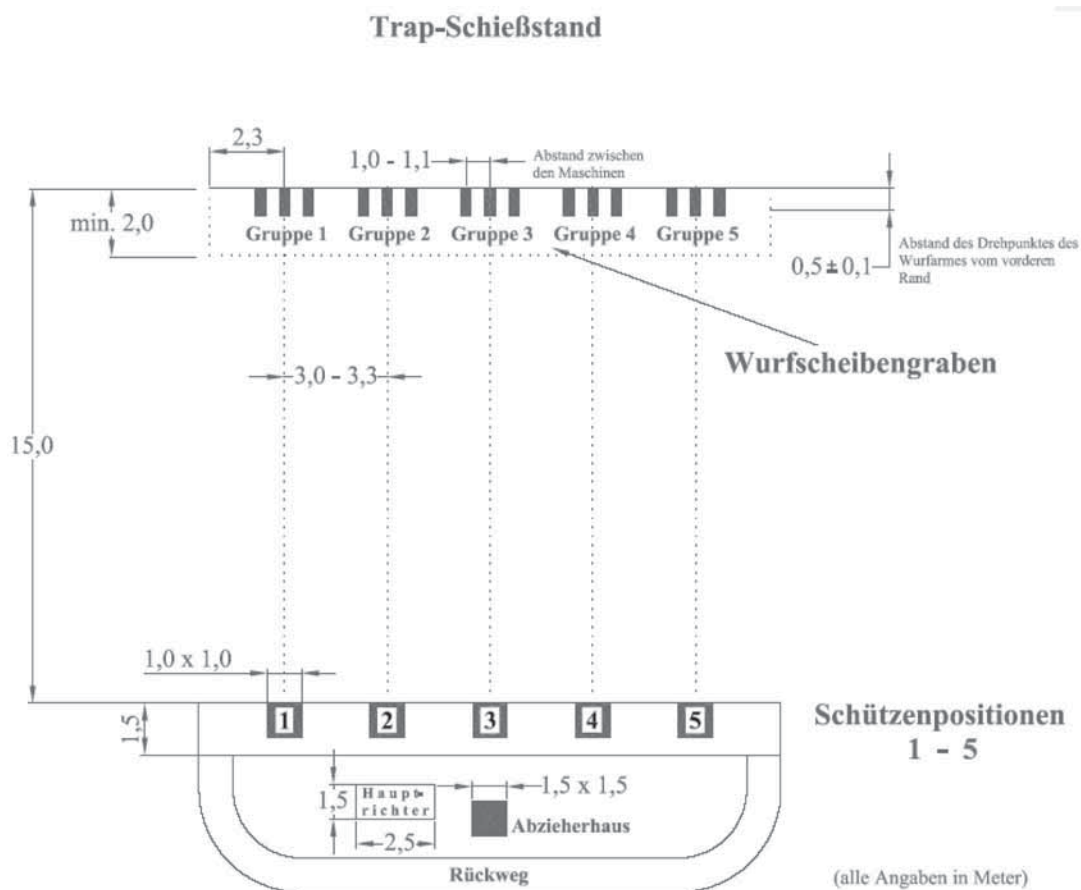 Trap-Schießstand
2,3
1,0 - 1,1
Abstand zwischen
den Maschinen
min. 2,0
Gruppe 1 Gruppe 2 Gruppe 3 Gruppe 4 Gruppe 5
0,5 ± 0,1
Abstand des Drehpunktes des
Wurfarmes vom vorderen
Rand
Wurfscheibengraben
3,0 - 3,3
15,0
1,0 x 1,0
1 2 3 4 5
1,5
Schützenpositionen
1 - 5
1,5
Haupt-
richter
2,5
1,5 x 1,5
Abzieherhaus
Rückweg
(alle Angaben in Meter)